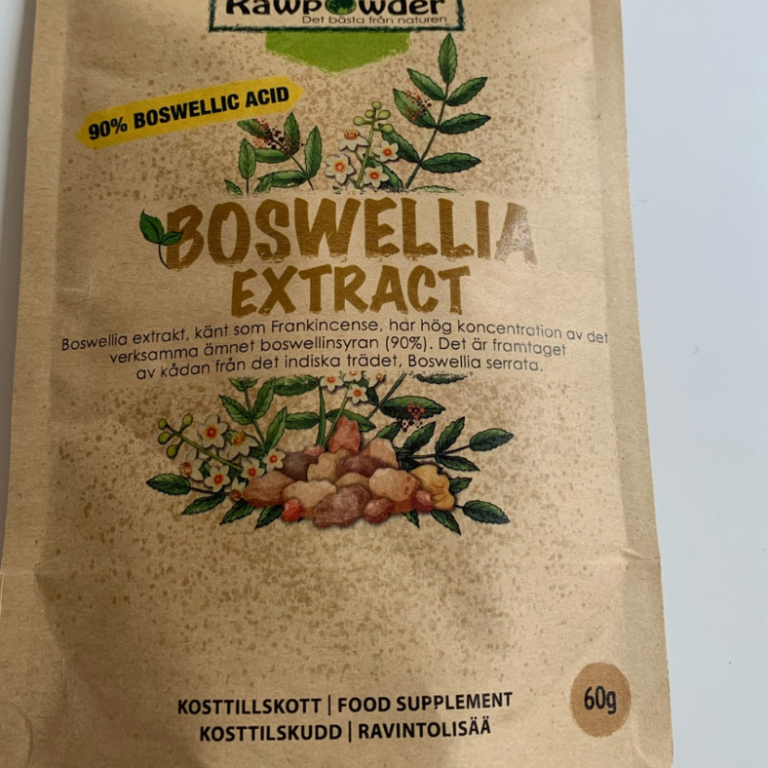 Rawpowder
Det bästa från naturen
90% BOSWELLIC ACID
BOSWELLIA
EXTRACT
Boswellia extrakt, känt som Frankincense, har hög koncentration av det
verksamma ämnet boswellinsyran (90%). Det är framtaget
av kådan från det indiska trädet, Boswellia serrata.
KOSTTILLSKOTT | FOOD SUPPLEMENT
60g
KOSTTILSKUDD | RAVINTOLISÄÄ